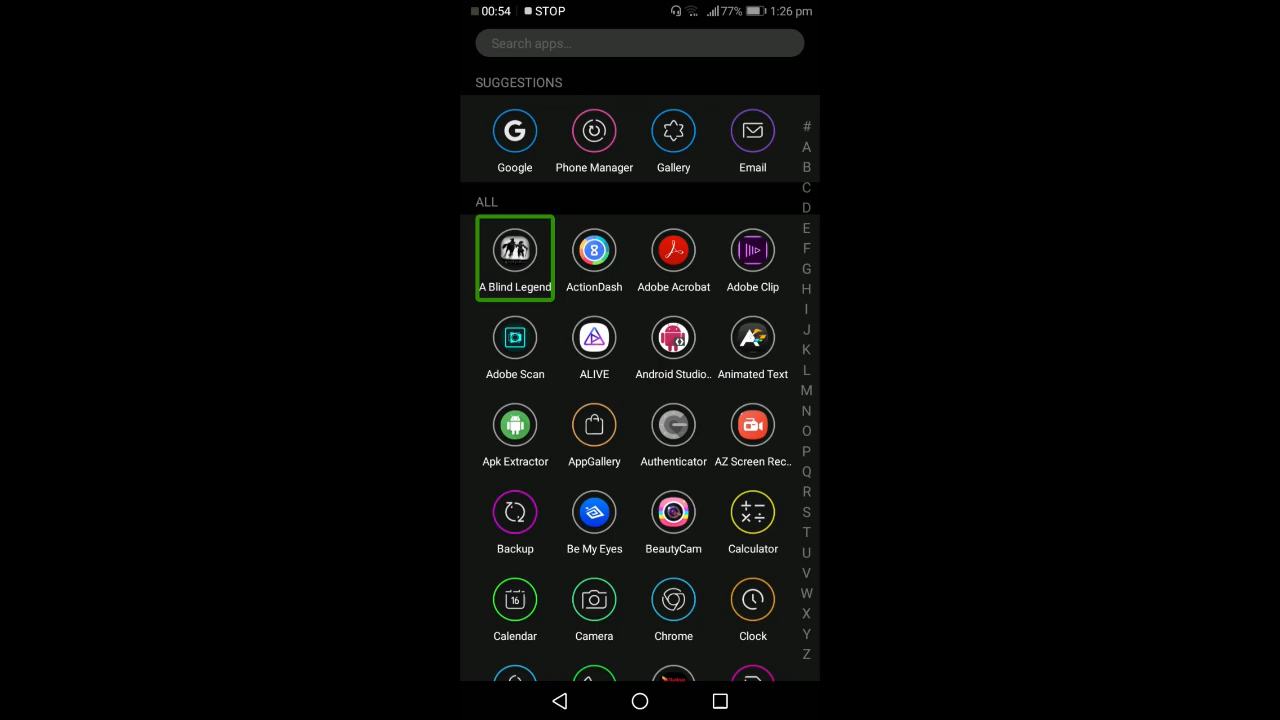 00:54 STOP 77% 1:26 pm
Search apps...
SUGGESTIONS
Google Phone Manager Gallery Email
ALL
A Blind Legend ActionDash Adobe Acrobat Adobe Clip
Adobe Scan ALIVE Android Studio.. Animated Text
Apk Extractor AppGallery Authenticator AZ Screen Rec..
Backup Be My Eyes BeautyCam Calculator
16
Calendar Camera Chrome Clock
#
A
B
C
D
E
F
G
H
I
J
K
L
M
N
O
P
Q
R
S
T
U
V
W
X
Y
Z